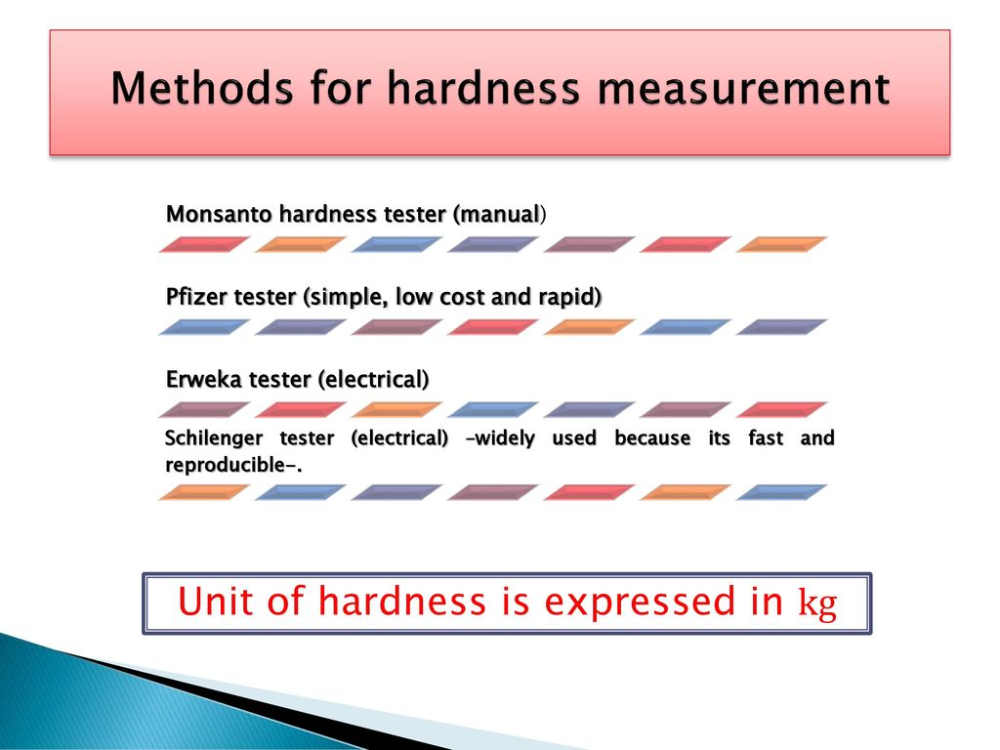 Methods for hardness measurement
Monsanto hardness tester (manual)
Pfizer tester (simple, low cost and rapid)
Erweka tester (electrical)
Schilenger tester (electrical) –widely used because its fast and
reproducible-.
Unit of hardness is expressed in kg